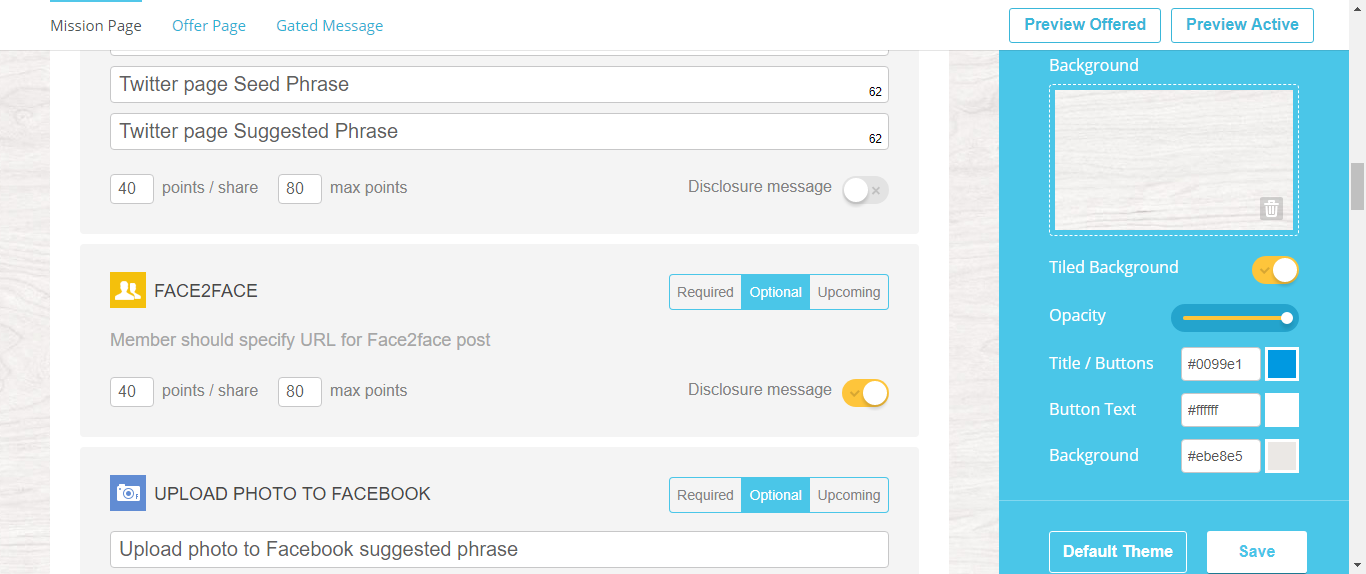 Mission Page
Offer Page
Gated Message
Preview Offered
Preview Active
Twitter page Seed Phrase
62
Twitter page Suggested Phrase
62
40 points / share 80 max points
Disclosure message
FACE2FACE
Required Optional Upcoming
Member should specify URL for Face2face post
40 points / share 80 max points
Disclosure message
UPLOAD PHOTO TO FACEBOOK
Required Optional Upcoming
Upload photo to Facebook suggested phrase
Background
Tiled Background
Opacity
Title / Buttons #0099e1
Button Text #ffffff
Background #ebe8e5
Default Theme
Save